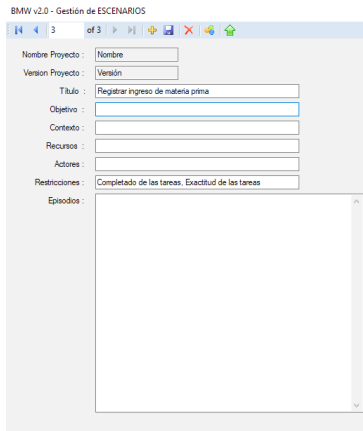 BMW v2.0 - Gestión de ESCENARIOS
3 of 3
Nombre Proyecto : Nombre
Version Proyecto : Versión
Título : Registrar ingreso de materia prima
Objetivo :
Contexto :
Recursos :
Actores :
Restricciones : Completado de las tareas, Exactitud de las tareas
Episodios :